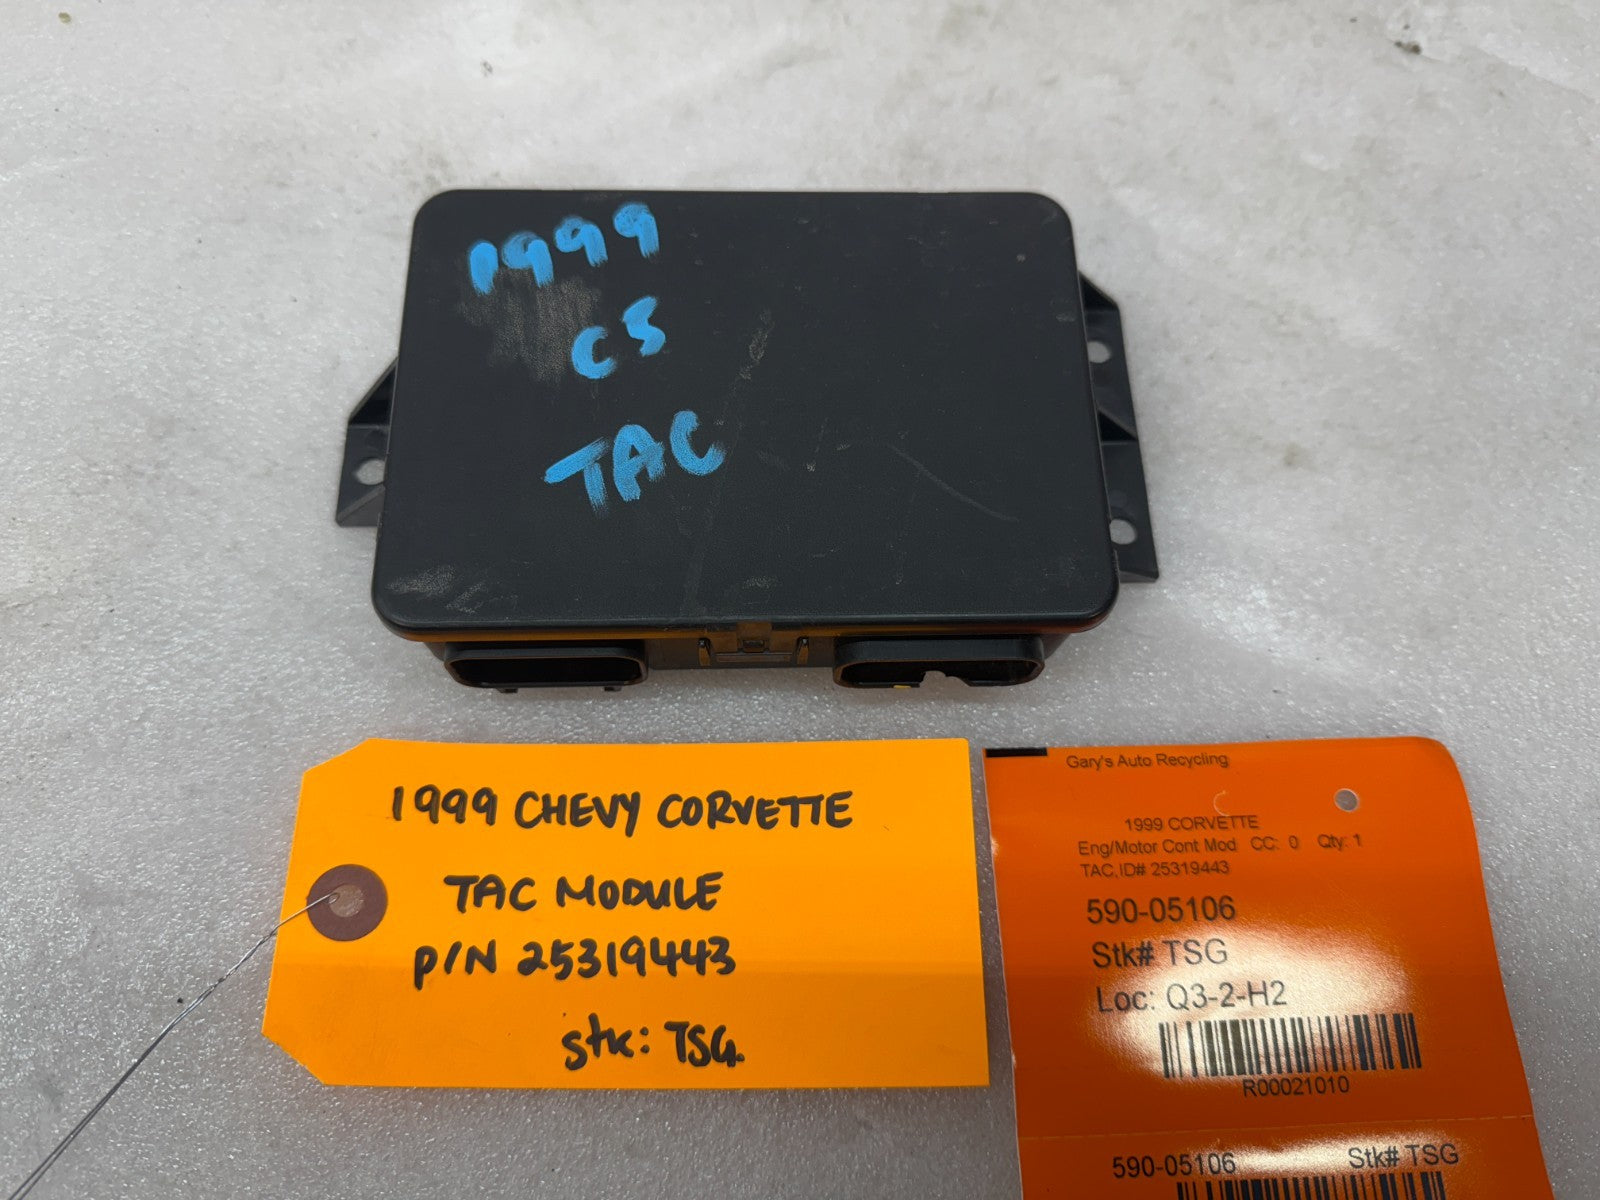 1999
C5
TAC
1999 CHEVY CORVETTE
TAC MODULE
P/N 25319443
stk: TSG.
Gary's Auto Recycling
1999 CORVETTE
Eng/Motor Cont Mod CC: 0 Qty: 1
TAC,ID# 25319443
590-05106
Stk# TSG
Loc: Q3-2-H2
R00021010
590-05106 Stk# TSG